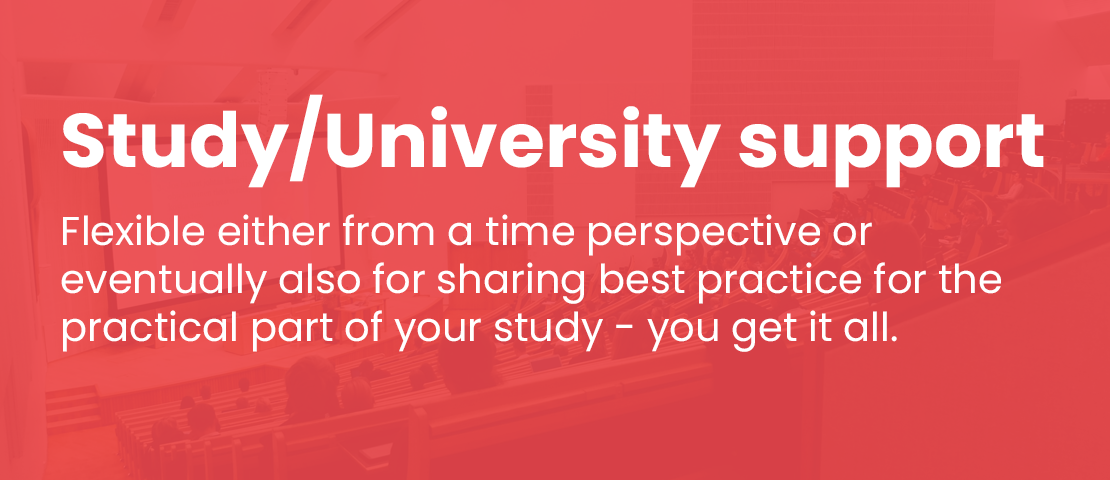 Study/University support
Flexible either from a time perspective or
eventually also for sharing best practice for the
practical part of your study - you get it all.